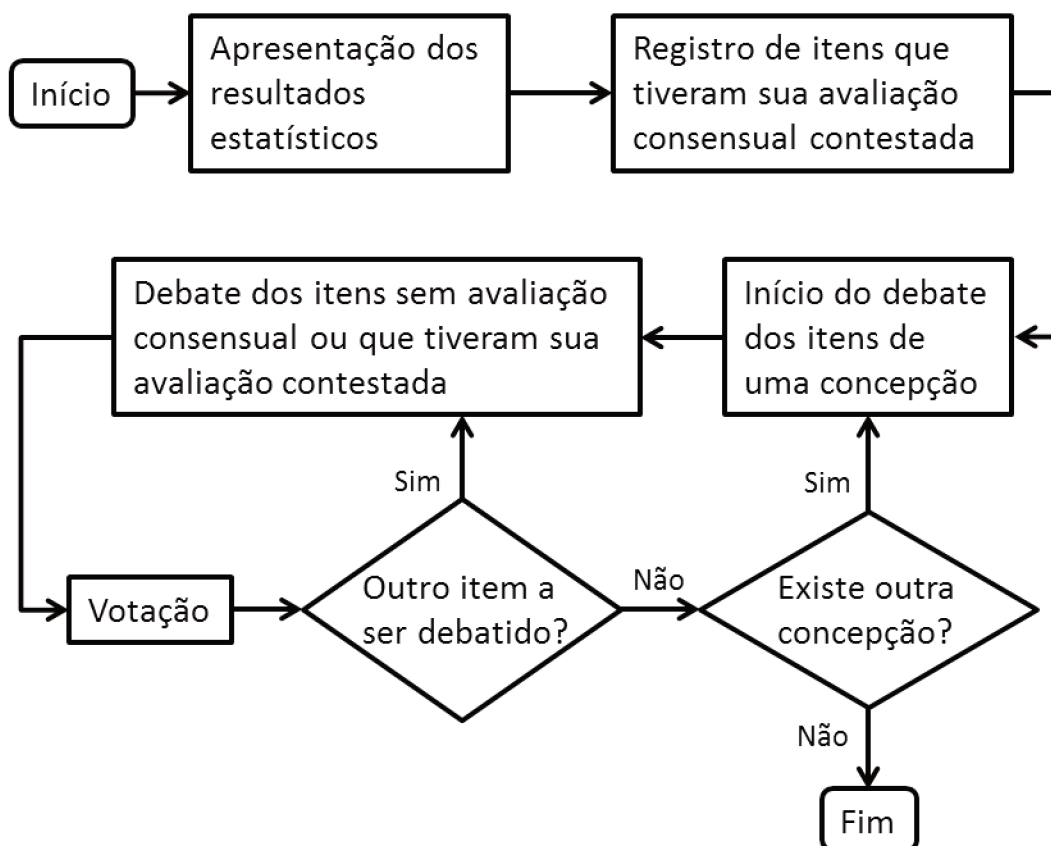 Início
Apresentação dos
resultados
estatísticos
Registro de itens que
tiveram sua avaliação
consensual contestada
Início do debate
dos itens de
uma concepção
Debate dos itens sem avaliação
consensual ou que tiveram sua
avaliação contestada
Votação
Outro item a
ser debatido?
Sim
Não
Existe outra
concepção?
Sim
Não
Fim